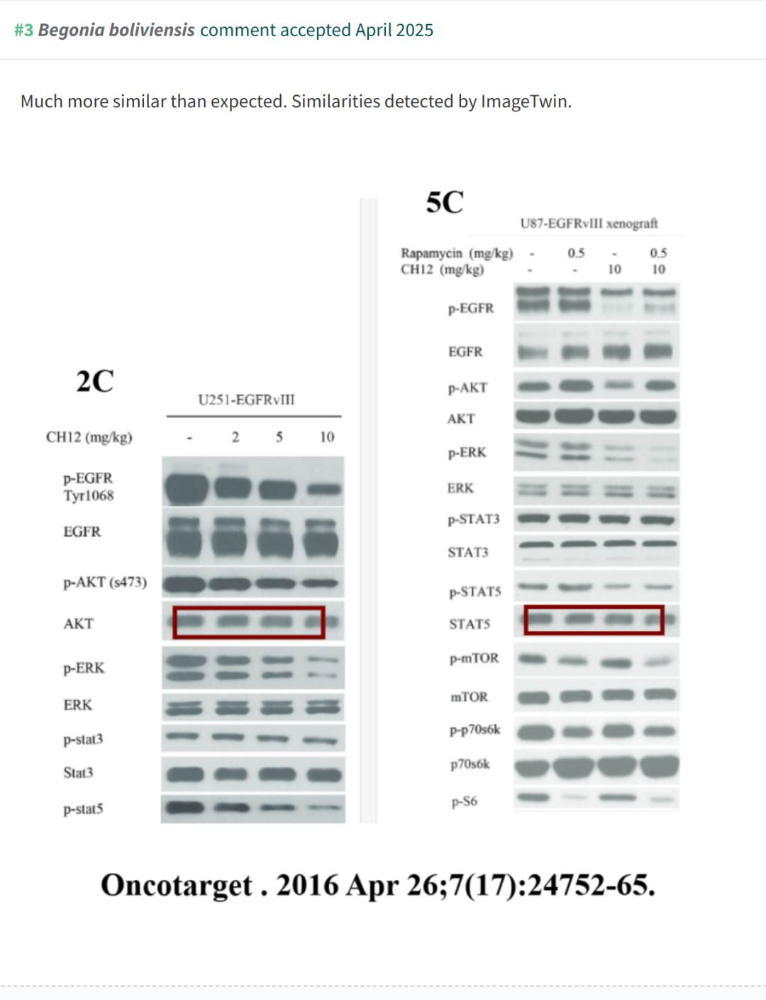 #3 Begonia boliviensis comment accepted April 2025
Much more similar than expected. Similarities detected by ImageTwin.
2C
U251-EGFRvIII
CH12 (mg/kg) - 2 5 10
p-EGFR
Tyr1068
EGFR
p-AKT (s473)
AKT
p-ERK
ERK
p-stat3
Stat3
p-stat5
5C
U87-EGFRvIII xenograft
Rapamycin (mg/kg) - 0.5 - 0.5
CH12 (mg/kg) - - 10 10
p-EGFR
EGFR
p-AKT
AKT
p-ERK
ERK
p-STAT3
STAT3
p-STAT5
STAT5
p-mTOR
mTOR
p-p70s6k
p70s6k
p-S6
Oncotarget . 2016 Apr 26;7(17):24752-65.